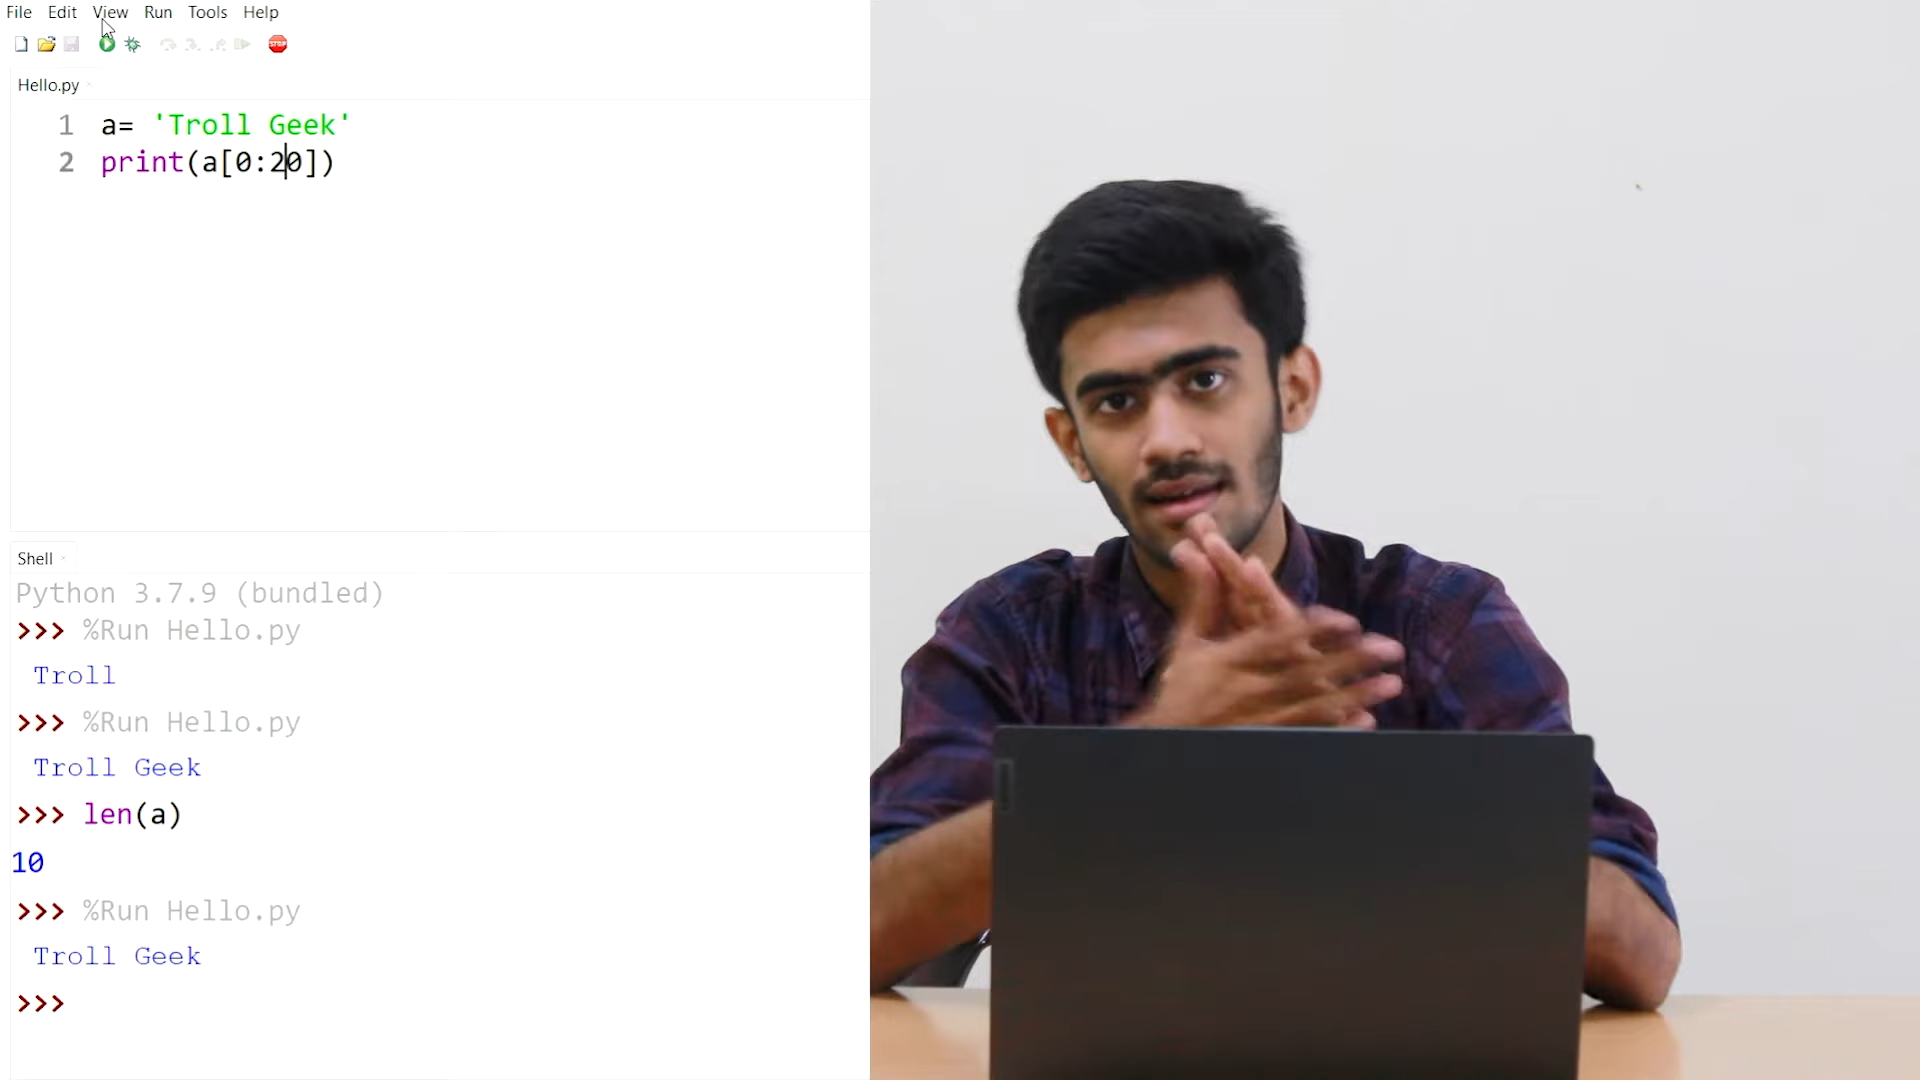 File Edit View Run Tools Help
STOP
Hello.py
1 a= 'Troll Geek'
2 print(a[0:20])
Shell
Python 3.7.9 (bundled)
>>> %Run Hello.py
Troll
>>> %Run Hello.py
Troll Geek
>>> len(a)
10
>>> %Run Hello.py
Troll Geek
>>>